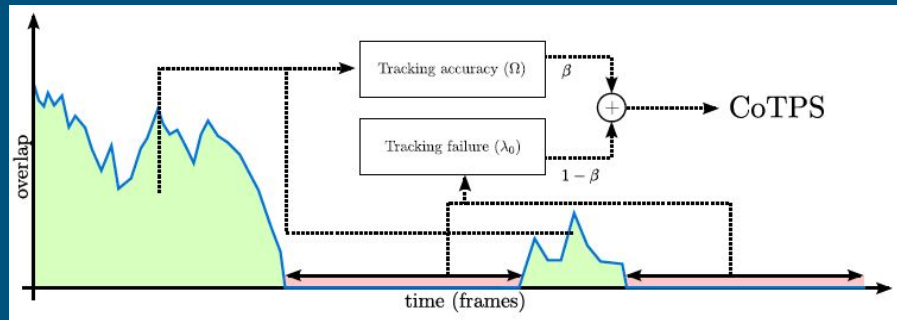 Tracking accuracy (Ω)
β
+
CoTPS
Tracking failure (λ₀)
1 − β
overlap
time (frames)